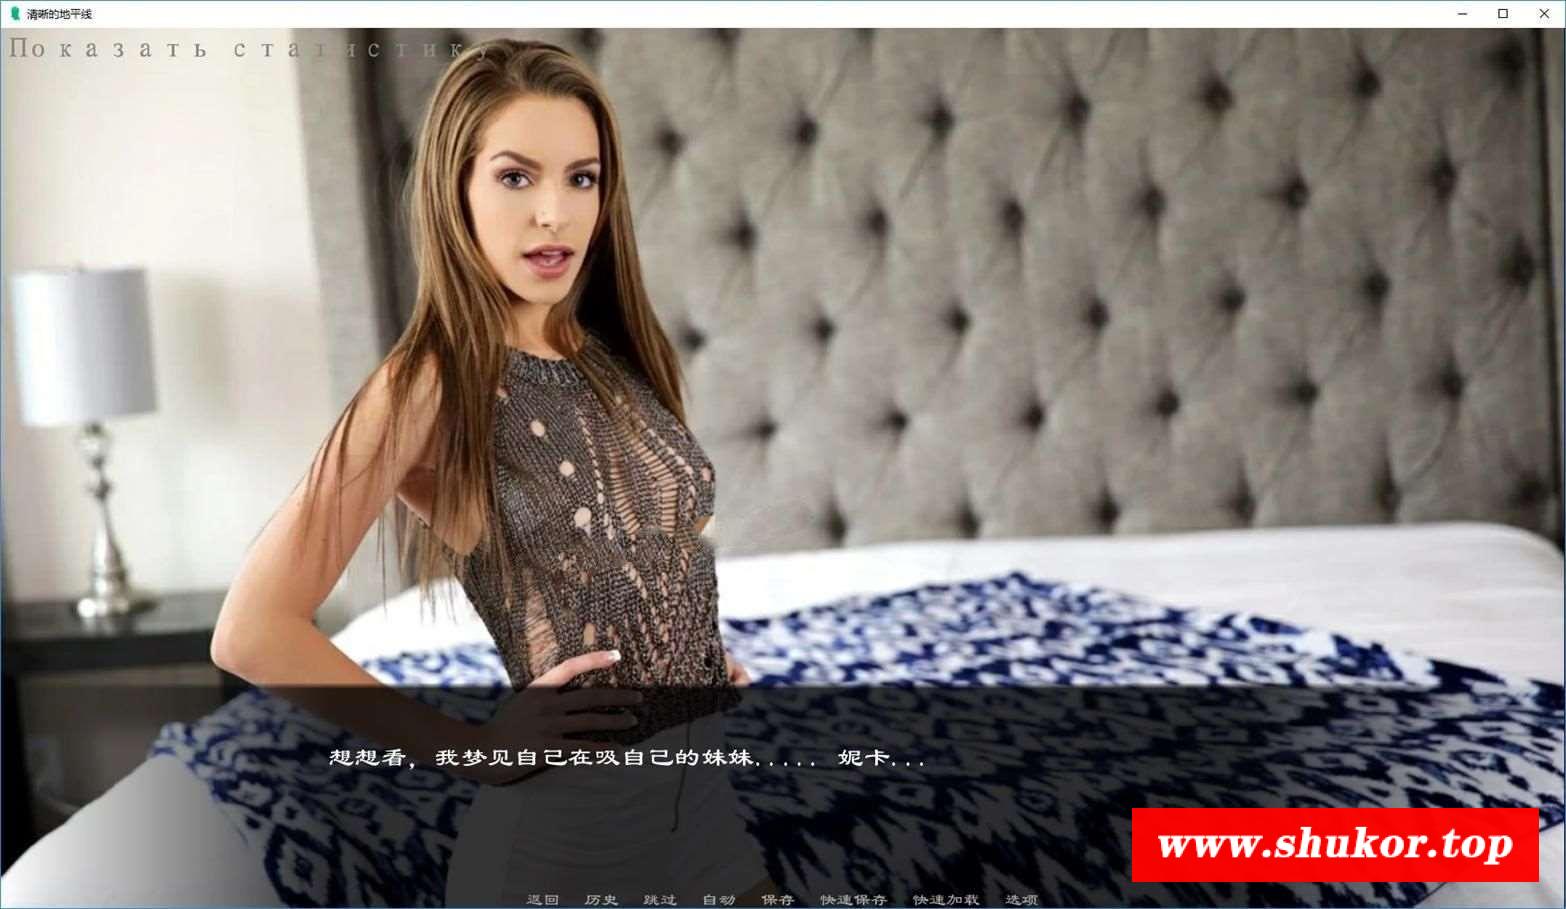 清晰的地平线
Показать статистику
想想看，我梦见自己在吸自己的妹妹..... 妮卡...
www.shukor.top
返回 历史 跳过 自动 保存 快速保存 快速加载 选项